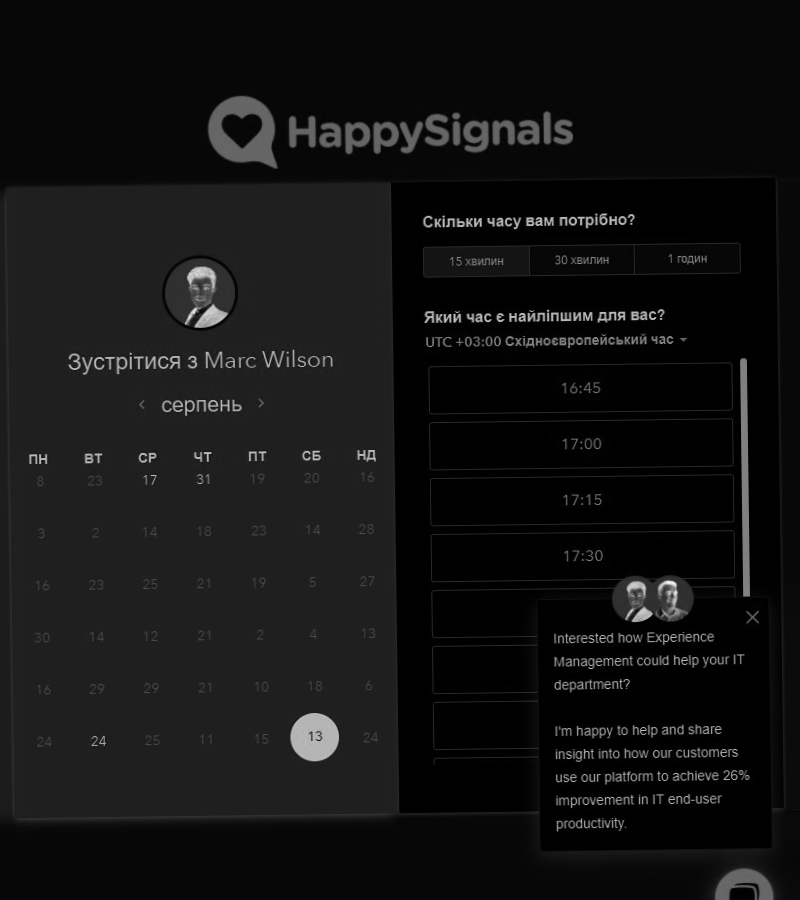 HappySignals
Зустрітися з Marc Wilson
серпень
ПН ВТ СР ЧТ ПТ СБ НД
8 23 17 31 19 20 16
3 2 14 18 23 14 28
16 23 25 21 19 5 27
30 14 12 21 2 4 13
16 29 29 21 10 18 6
24 24 25 11 15 13 24
Скільки часу вам потрібно?
15 хвилин 30 хвилин 1 годин
Який час є найліпшим для вас?
UTC +03:00 Східноєвропейський час
16:45
17:00
17:15
17:30
Interested how Experience
Management could help your IT
department?
I'm happy to help and share
insight into how our customers
use our platform to achieve 26%
improvement in IT end-user
productivity.